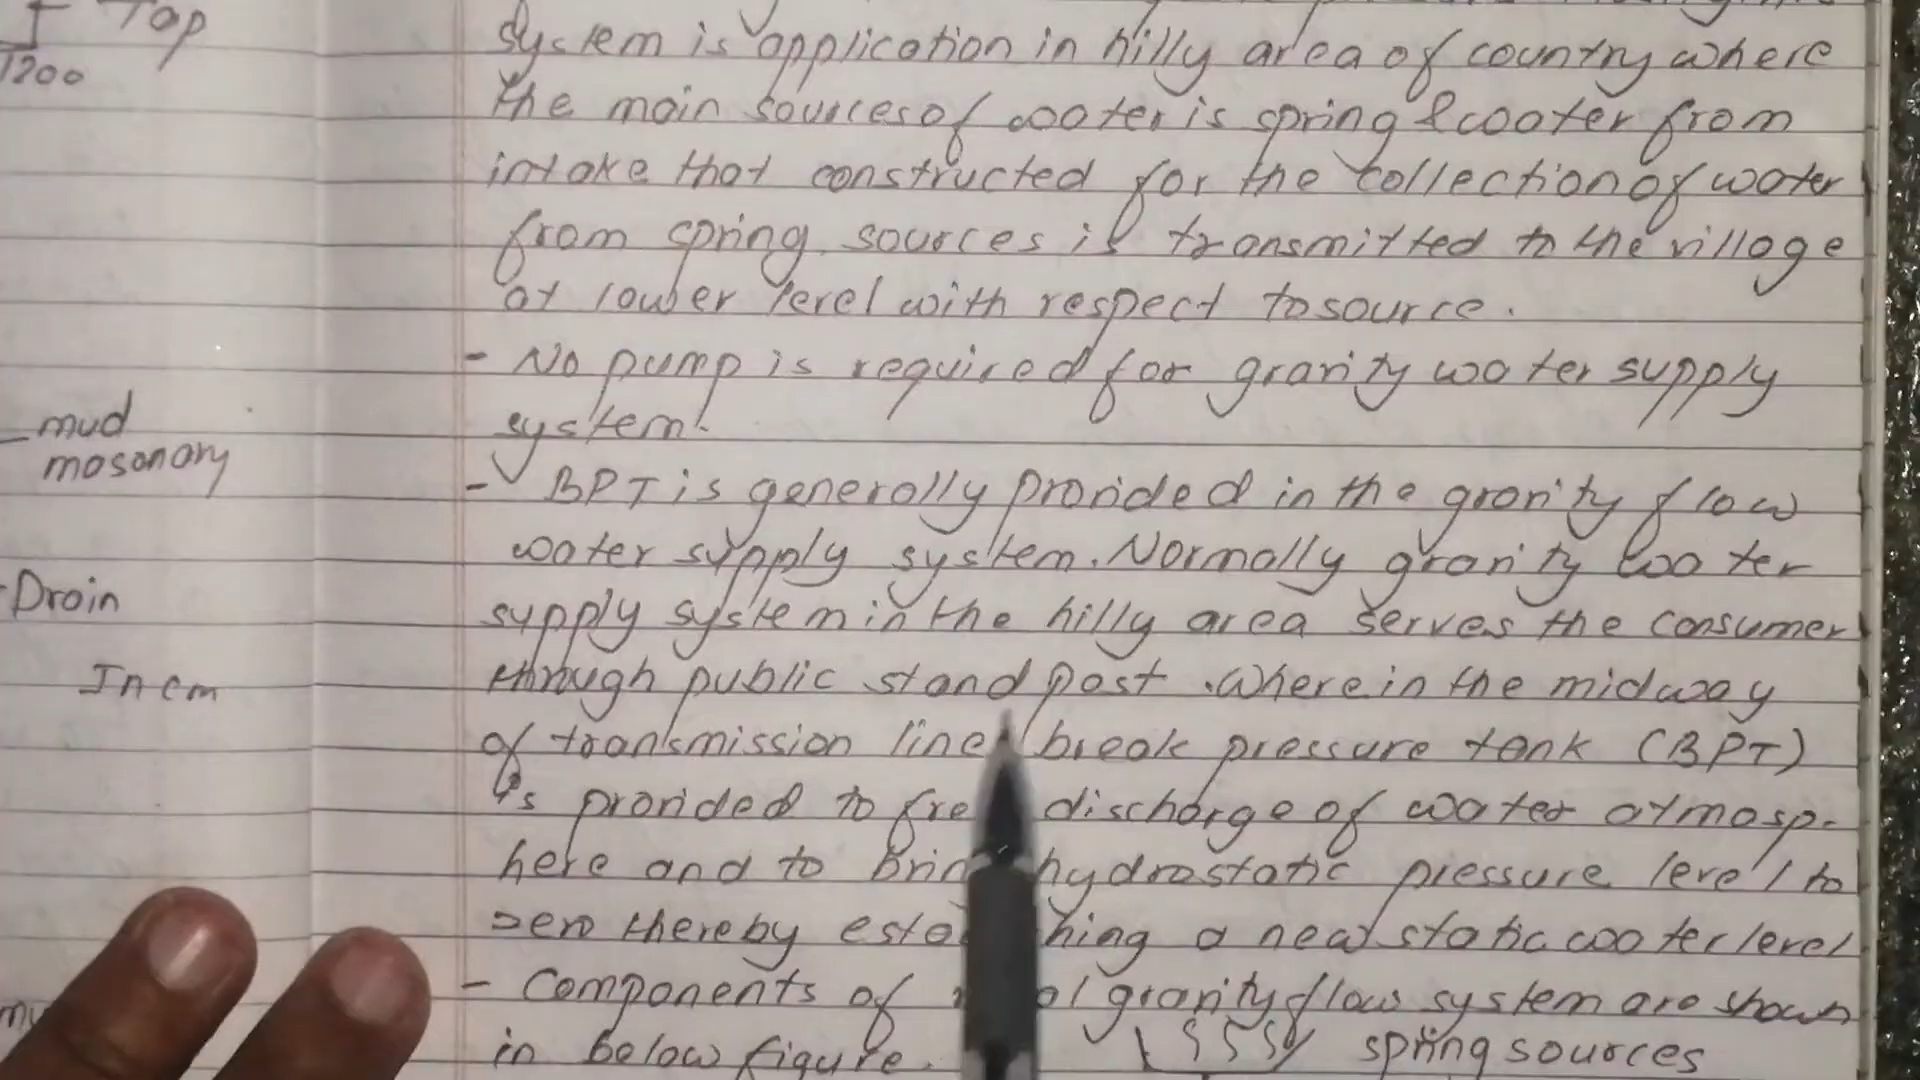 Tap
1200
system is application in hilly area of country where
the main sources of water is spring & water from
intake that constructed for the collection of water
from spring sources is transmitted to the village
at lower level with respect to source.
- No pump is required for gravity water supply
system.
- BPT is generally provided in the gravity flow
water supply system. Normally gravity water
supply system in the hilly area serves the consumer
through public stand post. Where in the midway
of transmission line break pressure tank (BPT)
is provided to discharge of water atmosp-
here and to hydrostatic pressure level to
zero thereby a new static water level
- Components of gravity flow system are shown
in below figure.
spring sources
mud
masonary
Drain
In cm